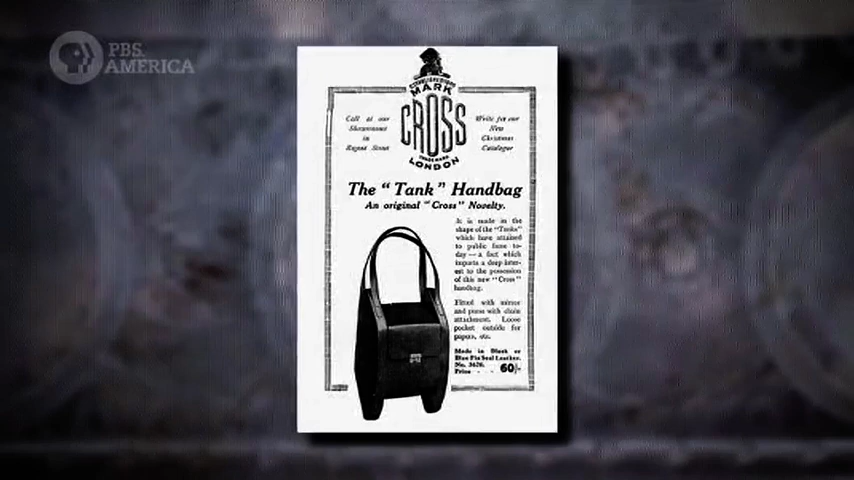 PBS.
AMERICA
MARK
CROSS
TRADE MARK
LONDON
Call at our
Showrooms
in
Regent Street
Write for our
New
Christmas
Catalogue
The "Tank" Handbag
An original "Cross" Novelty.
It is made in the
shape of the "Tanks"
which have attained
to public fame to-
day—a fact which
imparts a deep inter-
est to the possession
of this new "Cross"
handbag.
Fitted with mirror
and purse with chain
attachment. Loose
pocket outside for
papers, etc.
Made in Black or
Blue Pin Seal Leather.
No. 3678.
Price - - 60/-